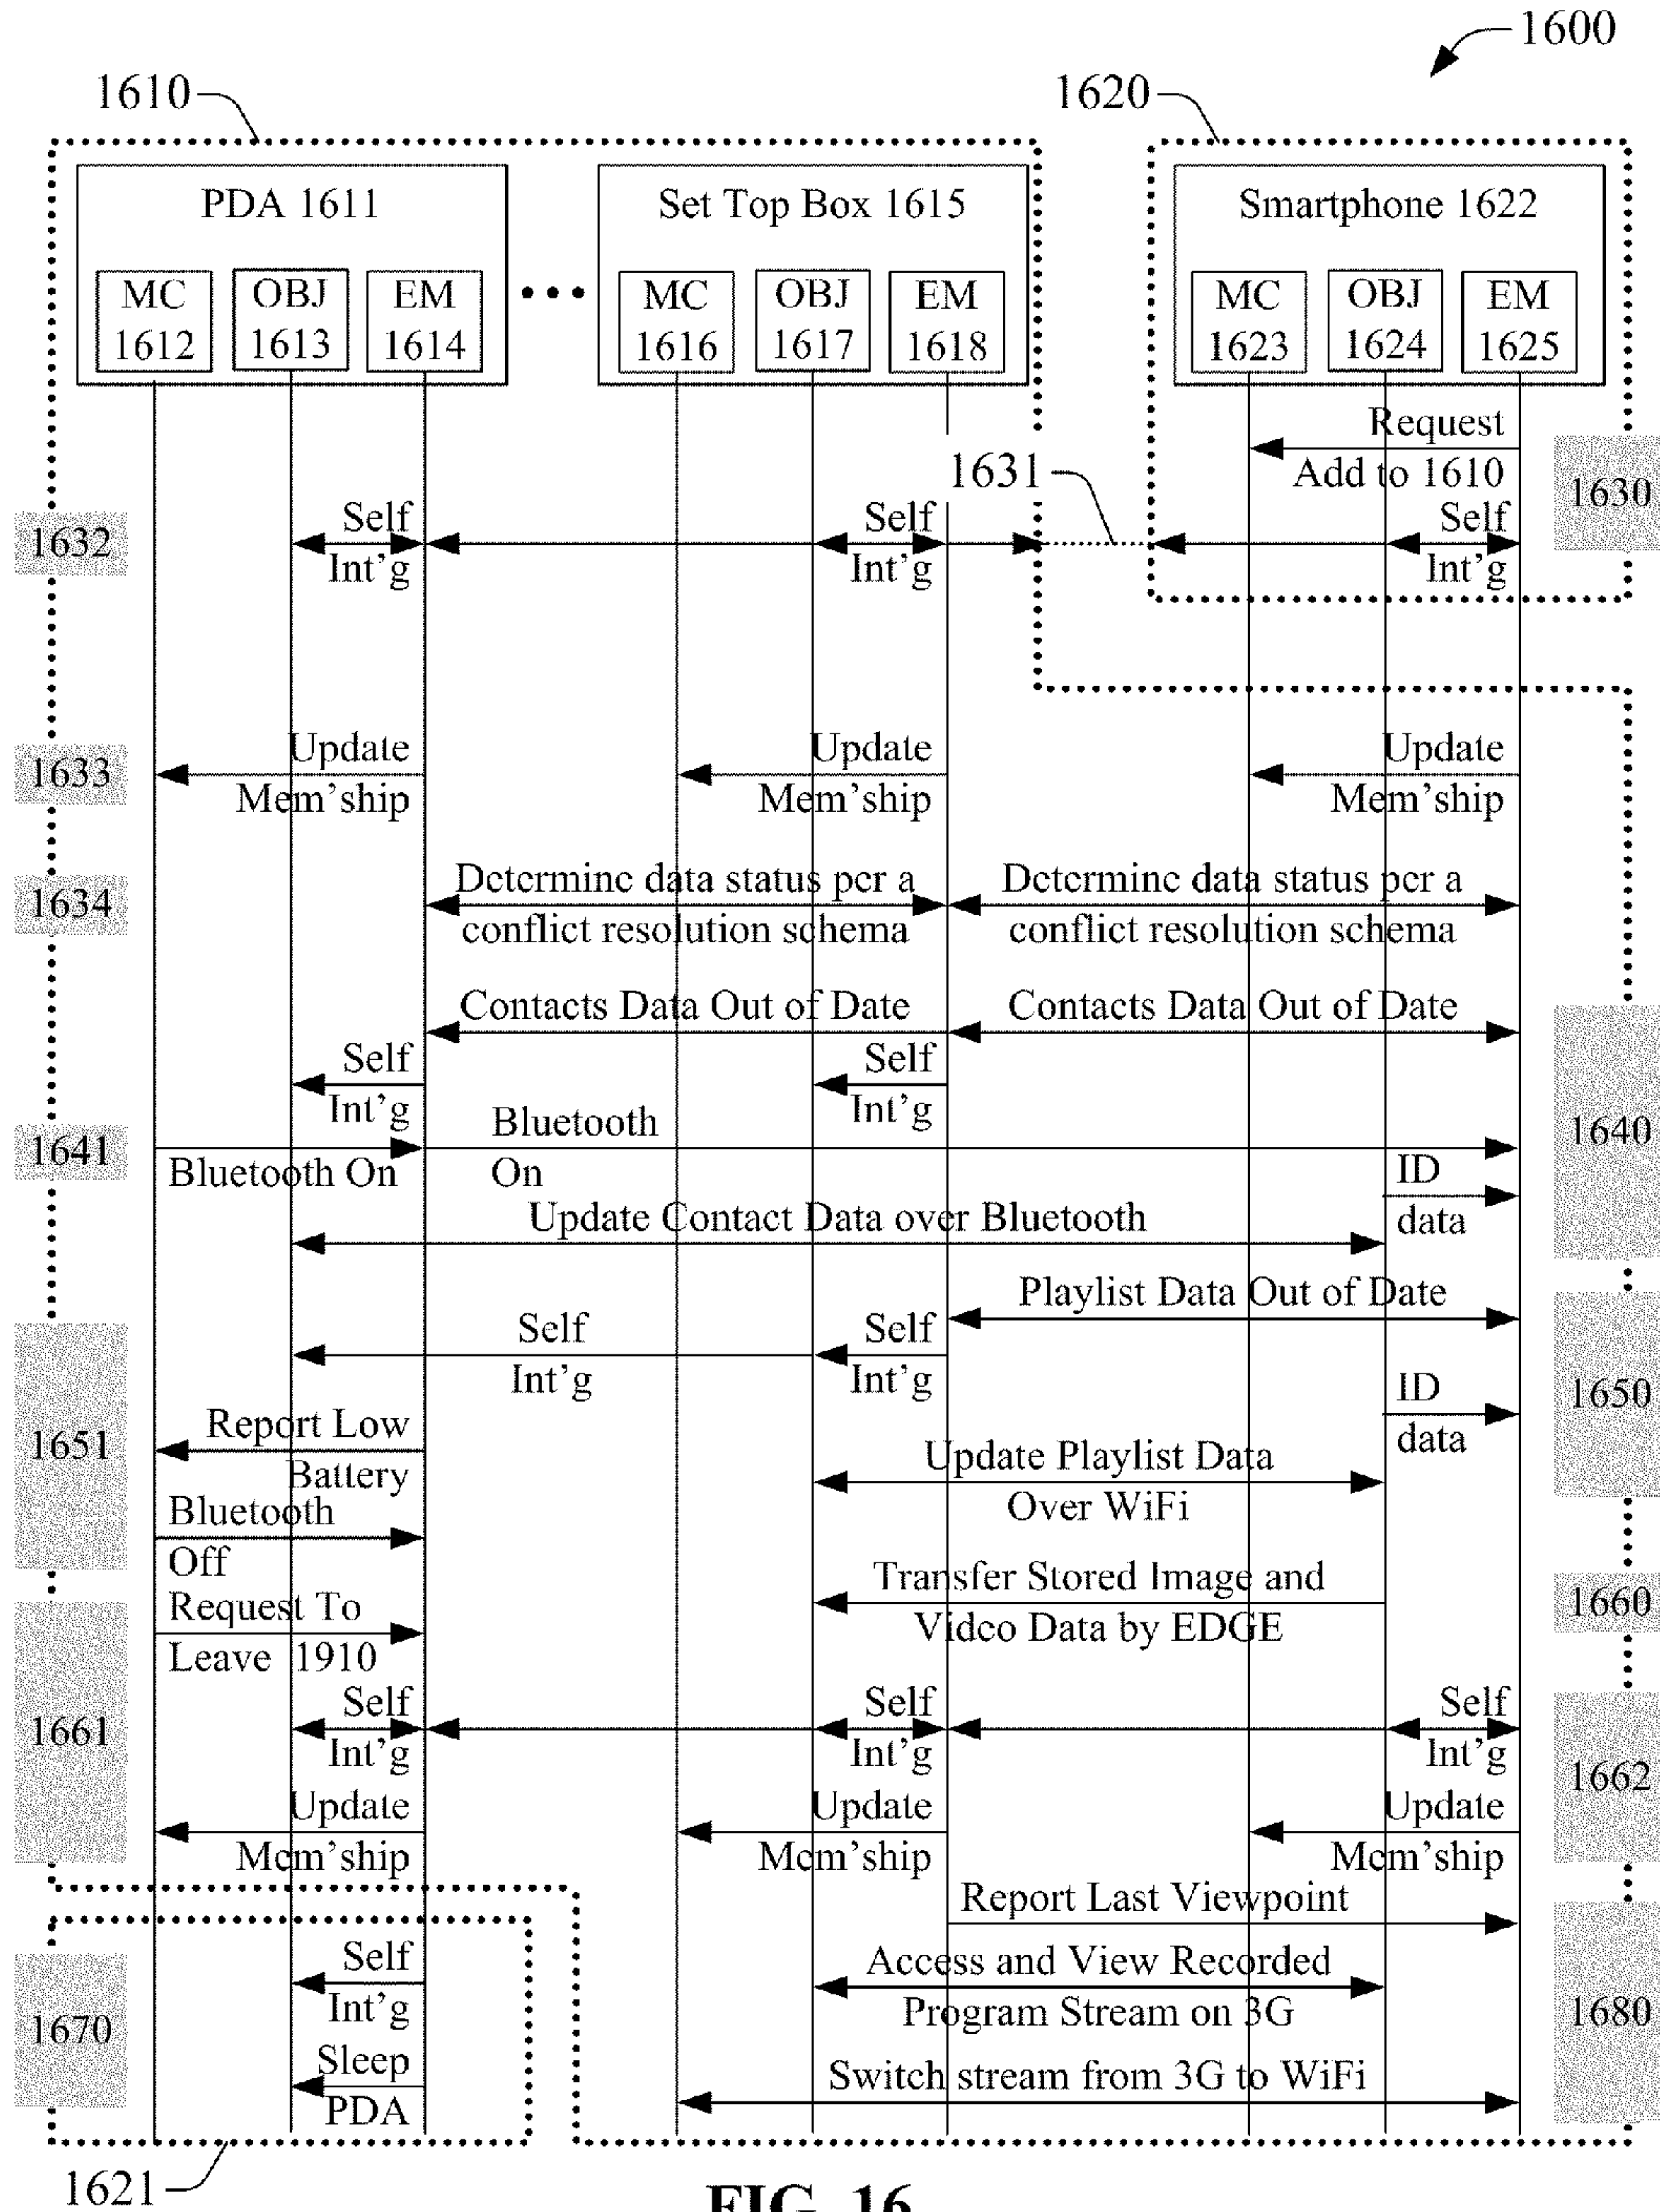 1600
1610
1620
PDA 1611
Set Top Box 1615
Smartphone 1622
MC
1612
OBJ
1613
EM
1614
MC
1616
OBJ
1617
EM
1618
MC
1623
OBJ
1624
EM
1625
Request
Add to 1610
1630
1631
1632
Self
Int'g
Self
Int'g
Self
Int'g
1633
Update
Mem'ship
Update
Mem'ship
Update
Mem'ship
1634
Determine data status per a
conflict resolution schema
Determine data status per a
conflict resolution schema
Contacts Data Out of Date
Contacts Data Out of Date
Self
Int'g
Self
Int'g
1640
1641
Bluetooth On
Bluetooth
On
ID
data
Update Contact Data over Bluetooth
Playlist Data Out of Date
Self
Int'g
Self
Int'g
1650
ID
data
1651
Report Low
Battery
Update Playlist Data
Over WiFi
Bluetooth
Off
Transfer Stored Image and
Video Data by EDGE
1660
Request To
Leave 1910
1661
Self
Int'g
Self
Int'g
Self
Int'g
1662
Update
Mem'ship
Update
Mem'ship
Update
Mem'ship
Report Last Viewpoint
Self
Int'g
Access and View Recorded
Program Stream on 3G
1670
1680
Sleep
PDA
Switch stream from 3G to WiFi
1621
FIG. 16